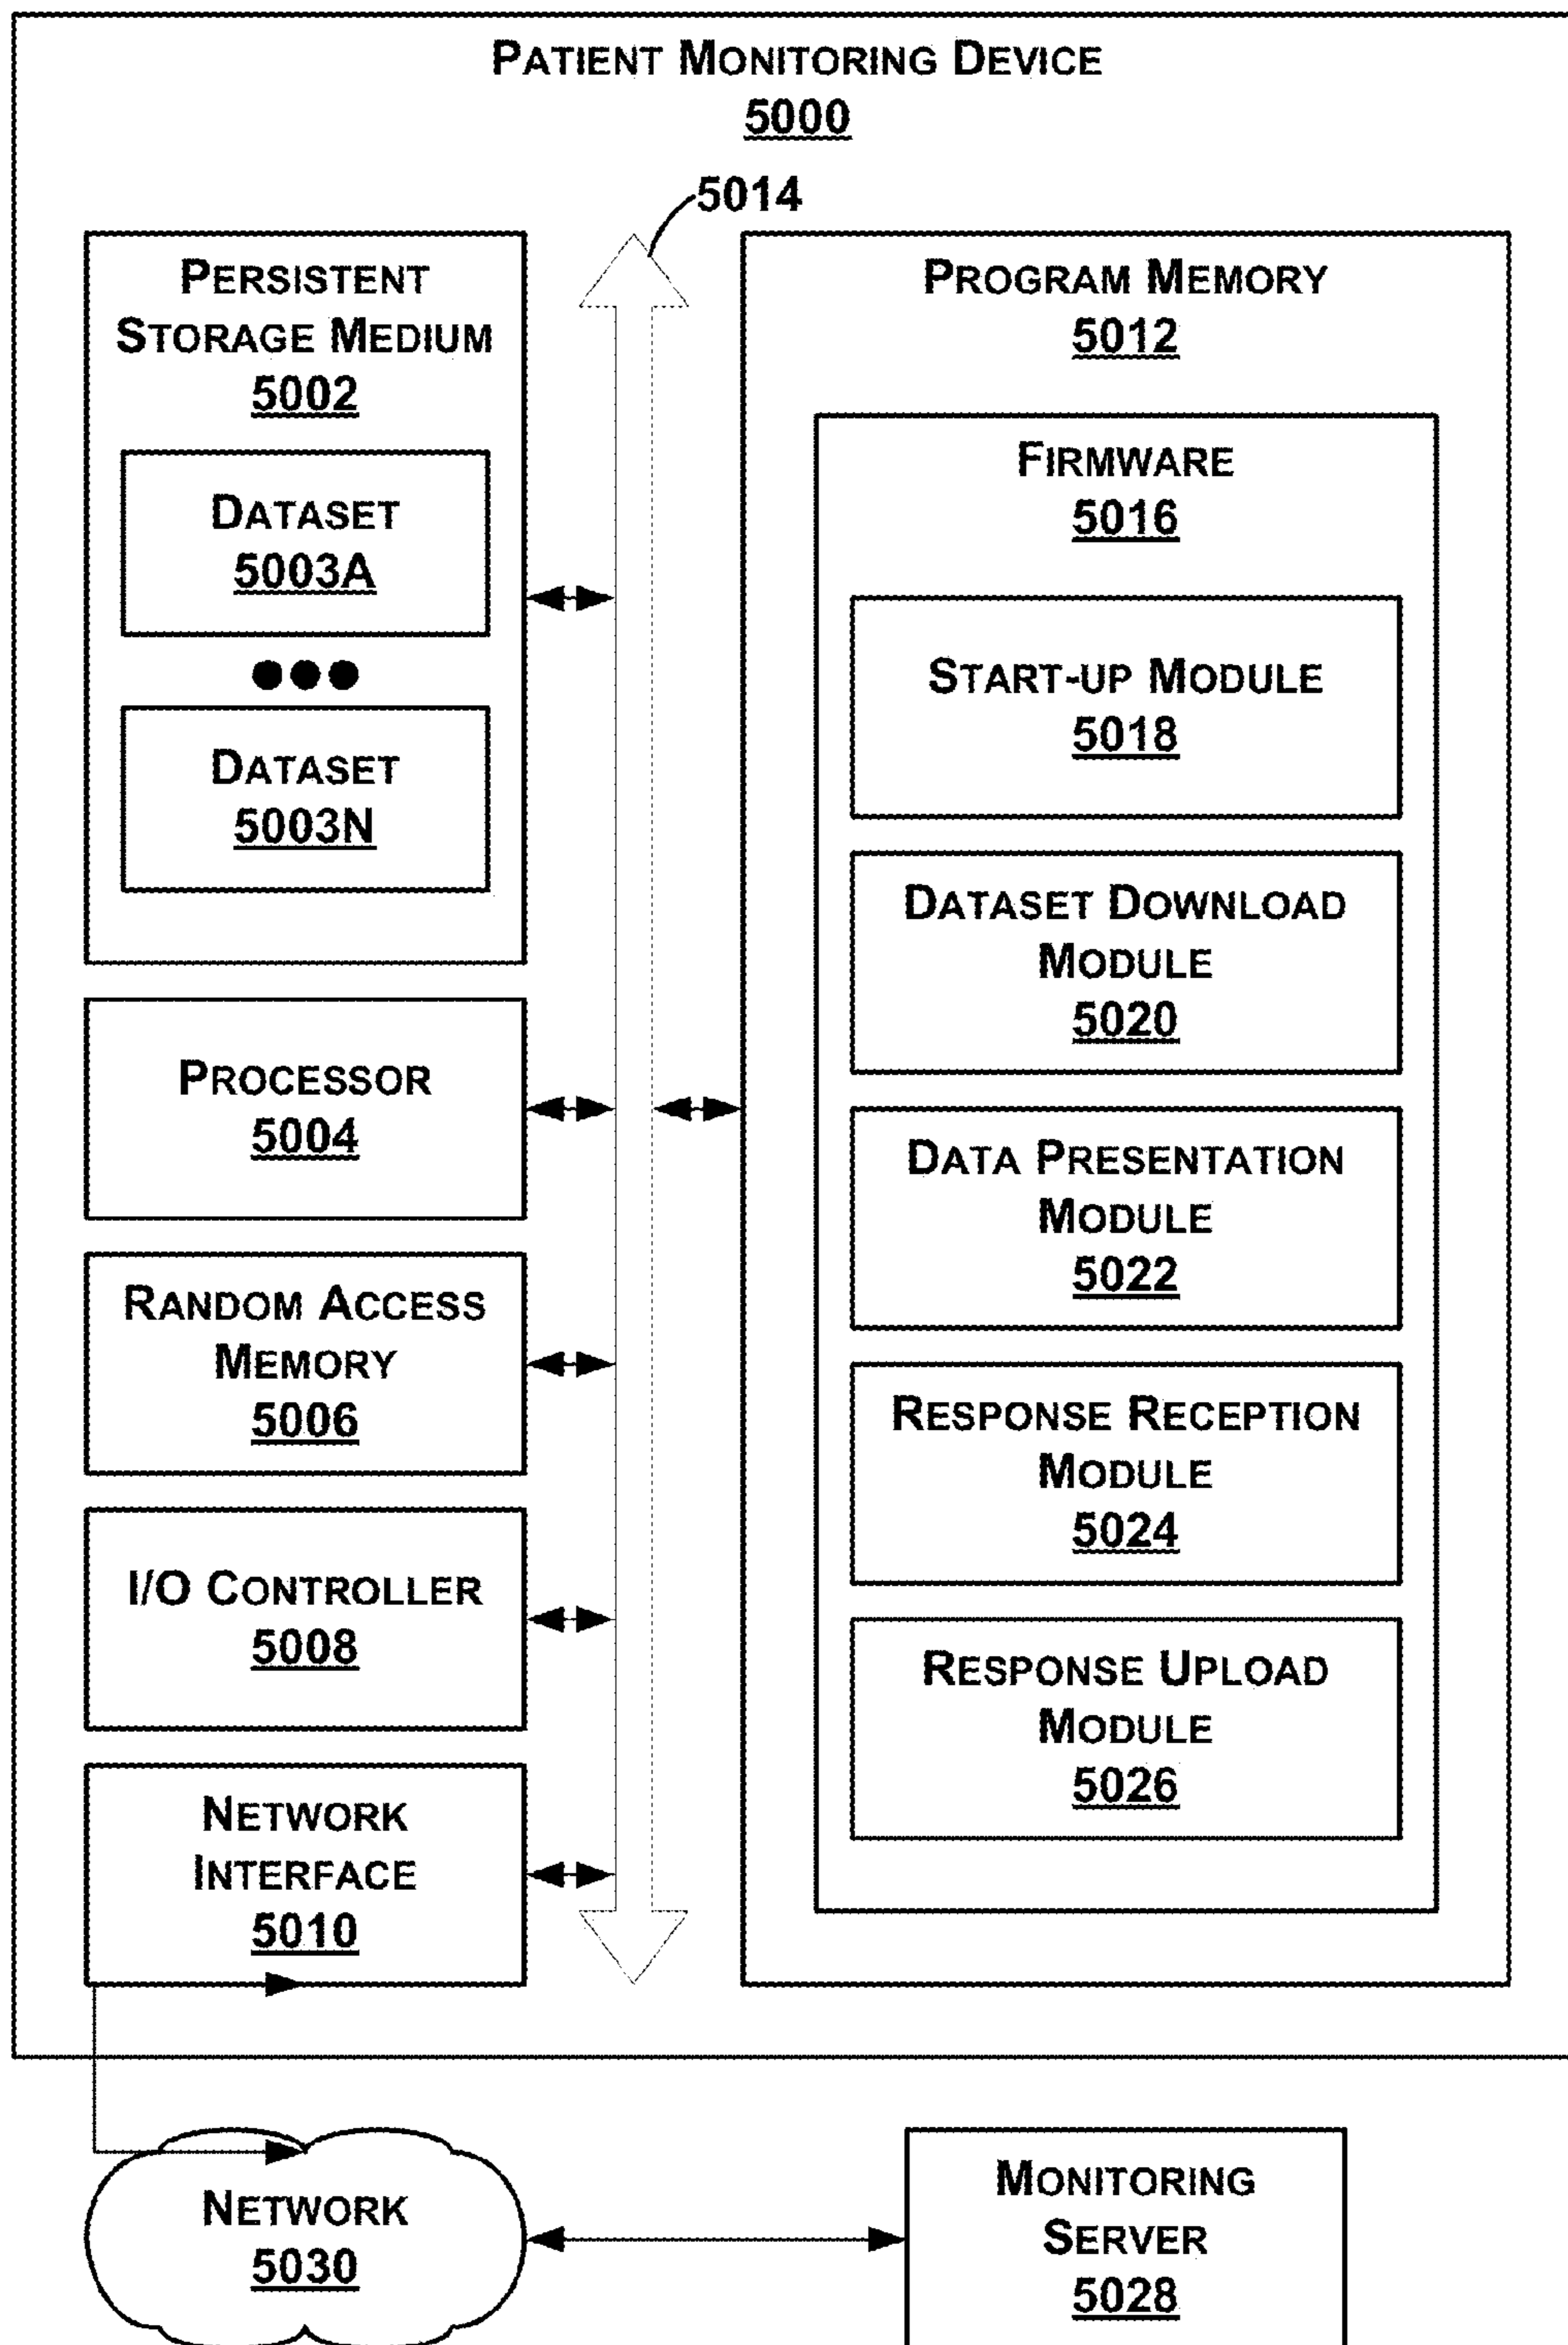 PATIENT MONITORING DEVICE
5000
5014
PERSISTENT
STORAGE MEDIUM
5002
DATASET
5003A
DATASET
5003N
PROCESSOR
5004
RANDOM ACCESS
MEMORY
5006
I/O CONTROLLER
5008
NETWORK
INTERFACE
5010
PROGRAM MEMORY
5012
FIRMWARE
5016
START-UP MODULE
5018
DATASET DOWNLOAD
MODULE
5020
DATA PRESENTATION
MODULE
5022
RESPONSE RECEPTION
MODULE
5024
RESPONSE UPLOAD
MODULE
5026
NETWORK
5030
MONITORING
SERVER
5028